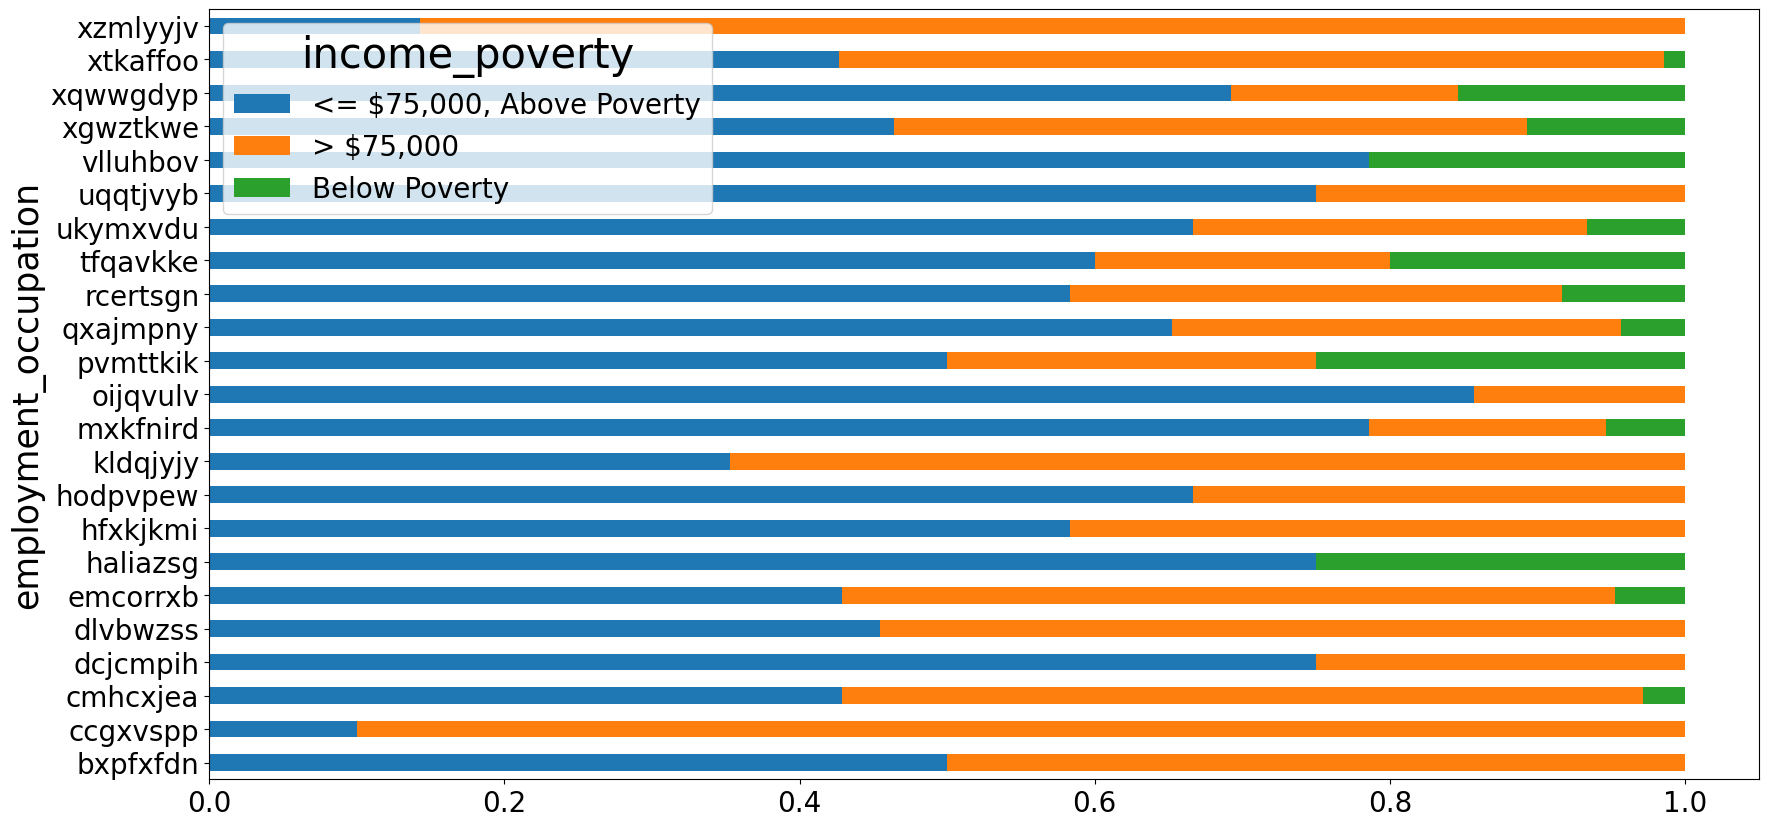 employment_occupation
xzmlyyjv
xtkaffoo
xqwwgdyp
xgwztkwe
vlluhbov
uqqtjvyb
ukymxvdu
tfqavkke
rcertsgn
qxajmpny
pvmttkik
oijqvulv
mxkfnird
kldqjyjy
hodpvpew
hfxkjkmi
haliazsg
emcorrxb
dlvbwzss
dcjcmpih
cmhcxjea
ccgxvspp
bxpfxfdn
income_poverty
<= $75,000, Above Poverty
> $75,000
Below Poverty
0.0 0.2 0.4 0.6 0.8 1.0